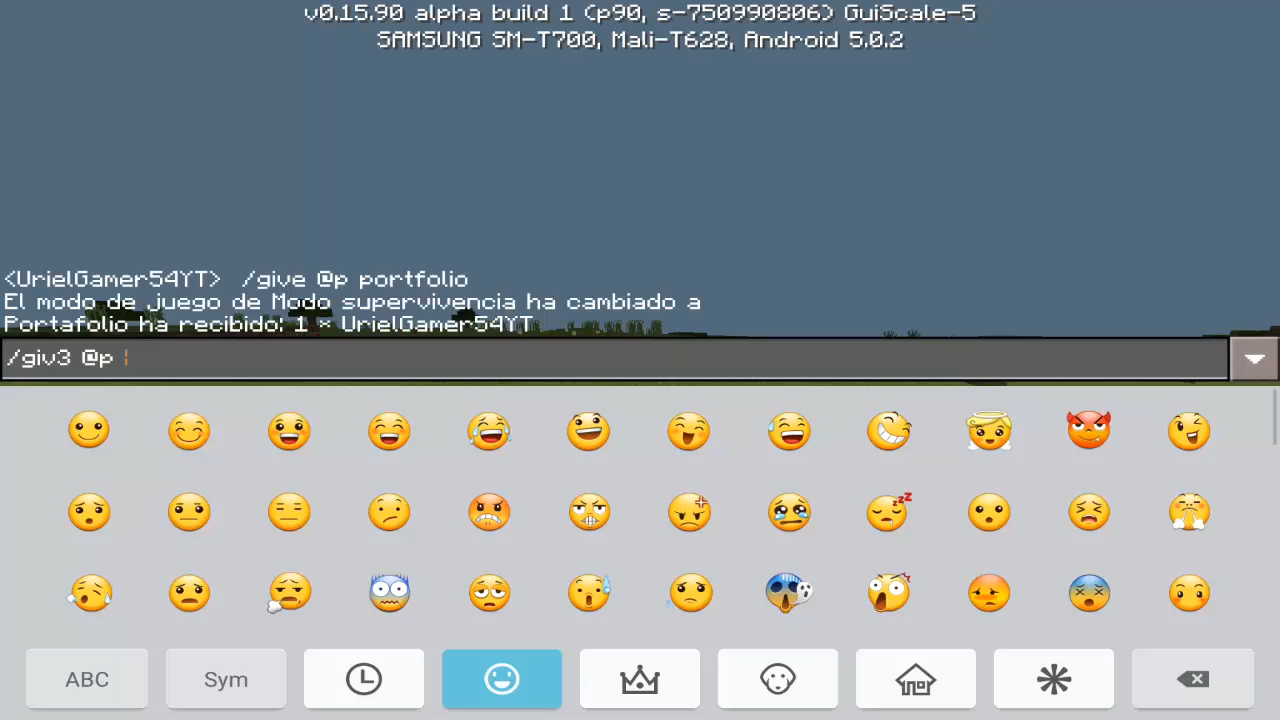 v0.15.90 alpha build 1 (p90, s-750990806) GuiScale-5
SAMSUNG SM-T700, Mali-T628, Android 5.0.2
<UrielGamer54YT>  /give @p portfolio
El modo de juego de Modo supervivencia ha cambiado a
Portafolio ha recibido: 1 × UrielGamer54YT
/giv3 @p
ABC Sym